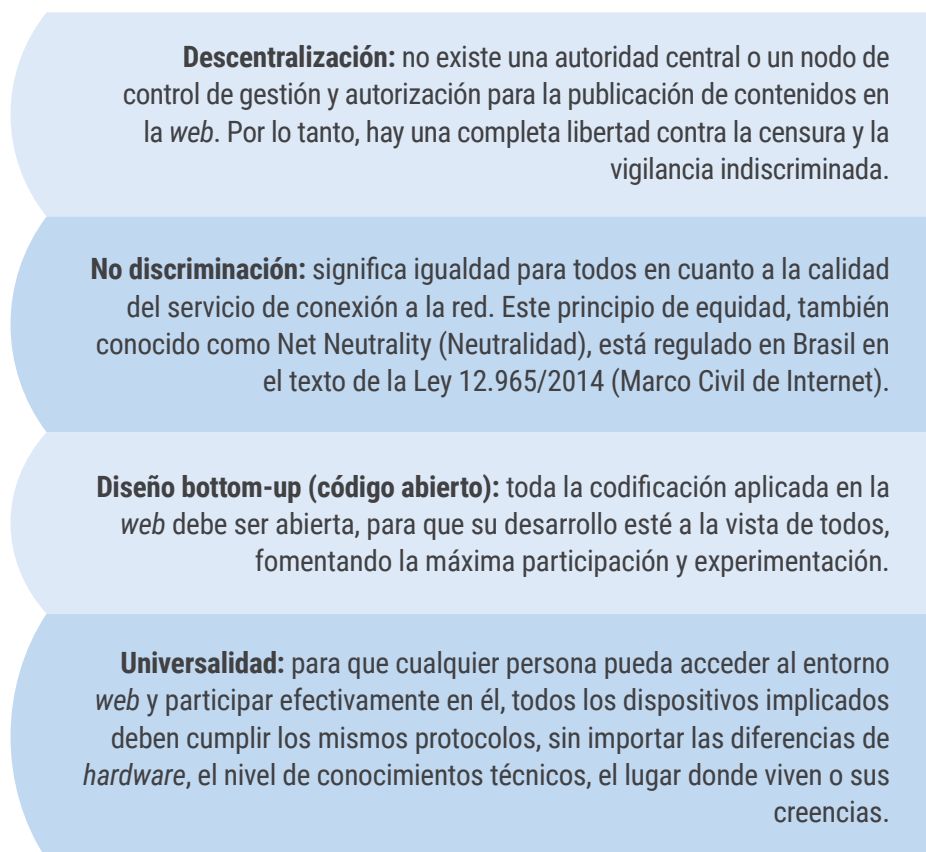 Descentralización: no existe una autoridad central o un nodo de
control de gestión y autorización para la publicación de contenidos en
la web. Por lo tanto, hay una completa libertad contra la censura y la
vigilancia indiscriminada.
No discriminación: significa igualdad para todos en cuanto a la calidad
del servicio de conexión a la red. Este principio de equidad, también
conocido como Net Neutrality (Neutralidad), está regulado en Brasil en
el texto de la Ley 12.965/2014 (Marco Civil de Internet).
Diseño bottom-up (código abierto): toda la codificación aplicada en la
web debe ser abierta, para que su desarrollo esté a la vista de todos,
fomentando la máxima participación y experimentación.
Universalidad: para que cualquier persona pueda acceder al entorno
web y participar efectivamente en él, todos los dispositivos implicados
deben cumplir los mismos protocolos, sin importar las diferencias de
hardware, el nivel de conocimientos técnicos, el lugar donde viven o sus
creencias.